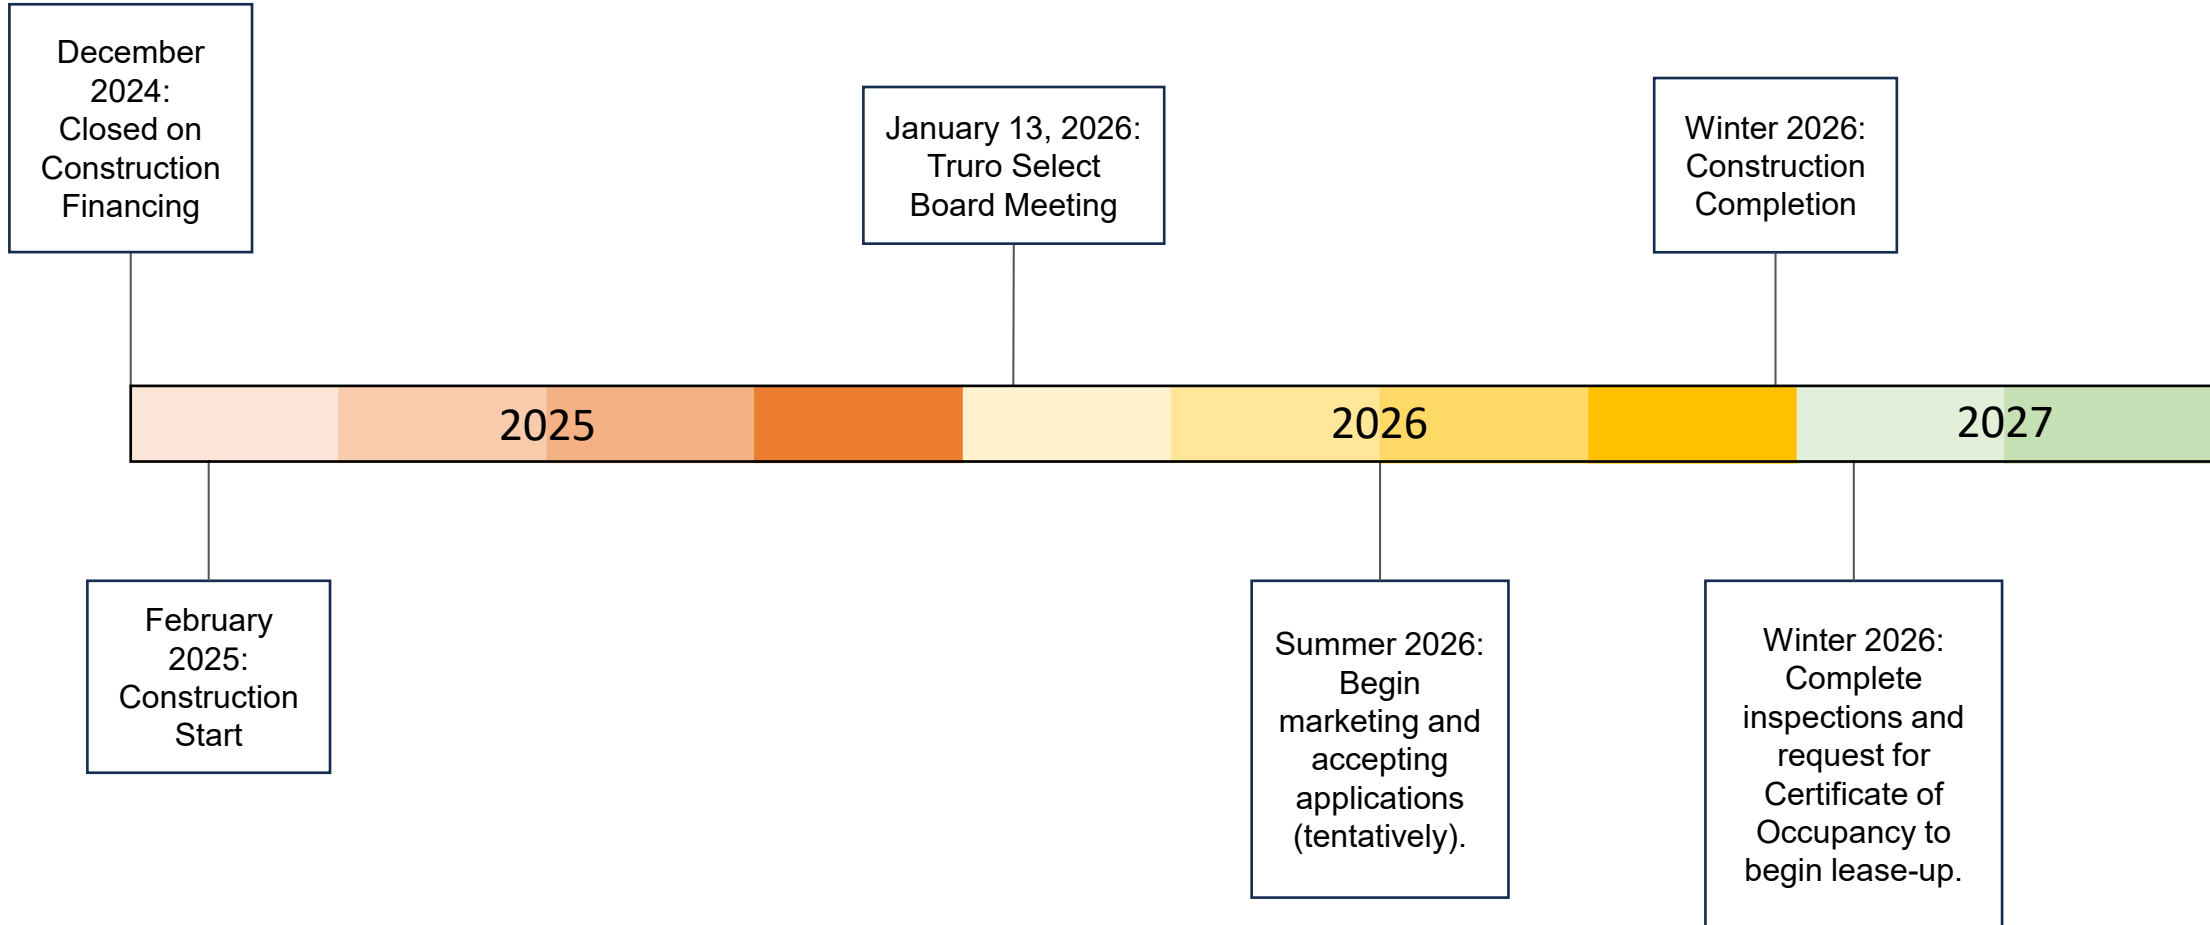 December
2024:
Closed on
Construction
Financing
January 13, 2026:
Truro Select
Board Meeting
Winter 2026:
Construction
Completion
2025
2026
2027
February
2025:
Construction
Start
Summer 2026:
Begin
marketing and
accepting
applications
(tentatively).
Winter 2026:
Complete
inspections and
request for
Certificate of
Occupancy to
begin lease-up.